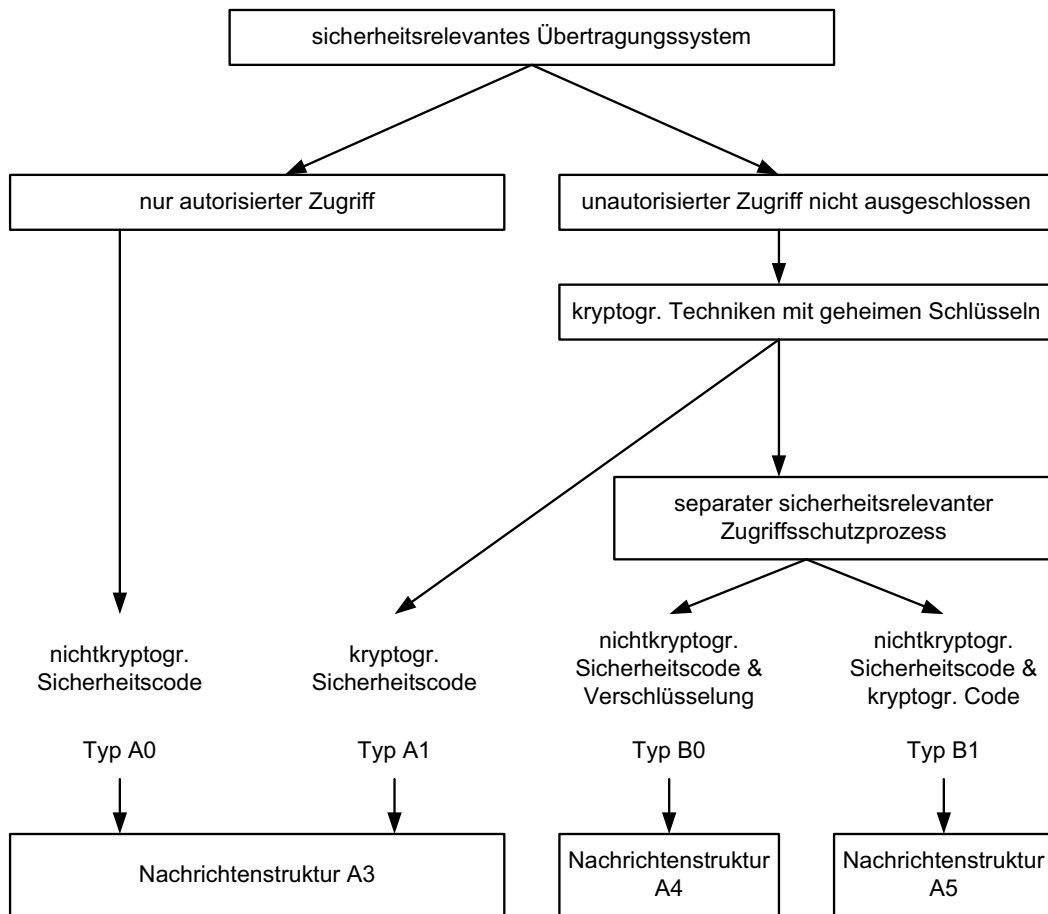 sicherheitsrelevantes Übertragungssystem
nur autorisierter Zugriff
unautorisierter Zugriff nicht ausgeschlossen
kryptogr. Techniken mit geheimen Schlüsseln
separater sicherheitsrelevanter
Zugriffsschutzprozess
nichtkryptogr.
Sicherheitscode
kryptogr.
Sicherheitscode
nichtkryptogr.
Sicherheitscode &
Verschlüsselung
nichtkryptogr.
Sicherheitscode &
kryptogr. Code
Typ A0
Typ A1
Typ B0
Typ B1
Nachrichtenstruktur A3
Nachrichtenstruktur
A4
Nachrichtenstruktur
A5